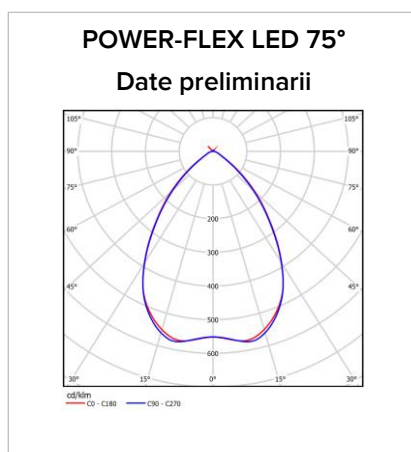 POWER-FLEX LED 75°
Date preliminarii
105° 105°
90° 90°
75° 75°
60° 60°
45° 45°
200
300
400
500
600
30° 15° 0° 15° 30°
cd/klm
C0 - C180 C90 - C270